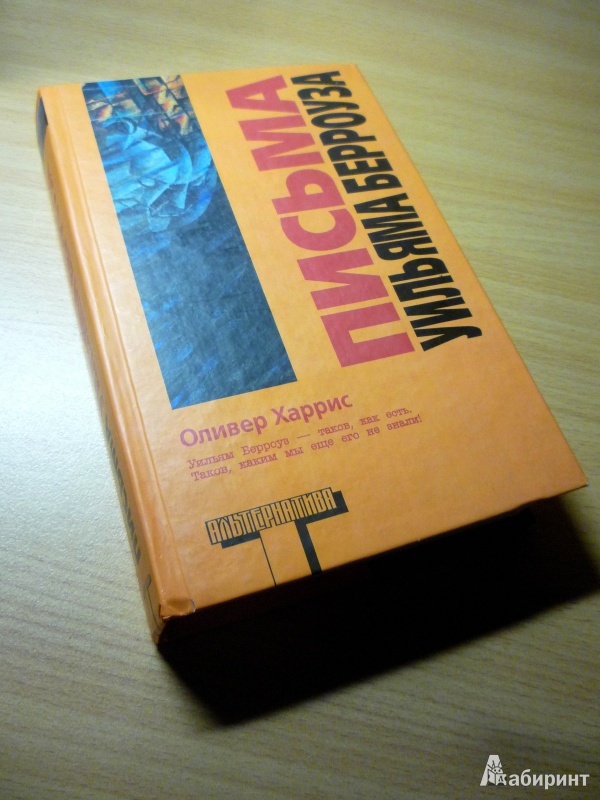 ПИСЬМА
УИЛЬЯМА БЕРРОУЗА
Оливер Харрис
Уильям Берроуз — таков, как есть.
Таков, каким мы еще его не знали!
АЛЬТЕРНАТИВА
Лабиринт